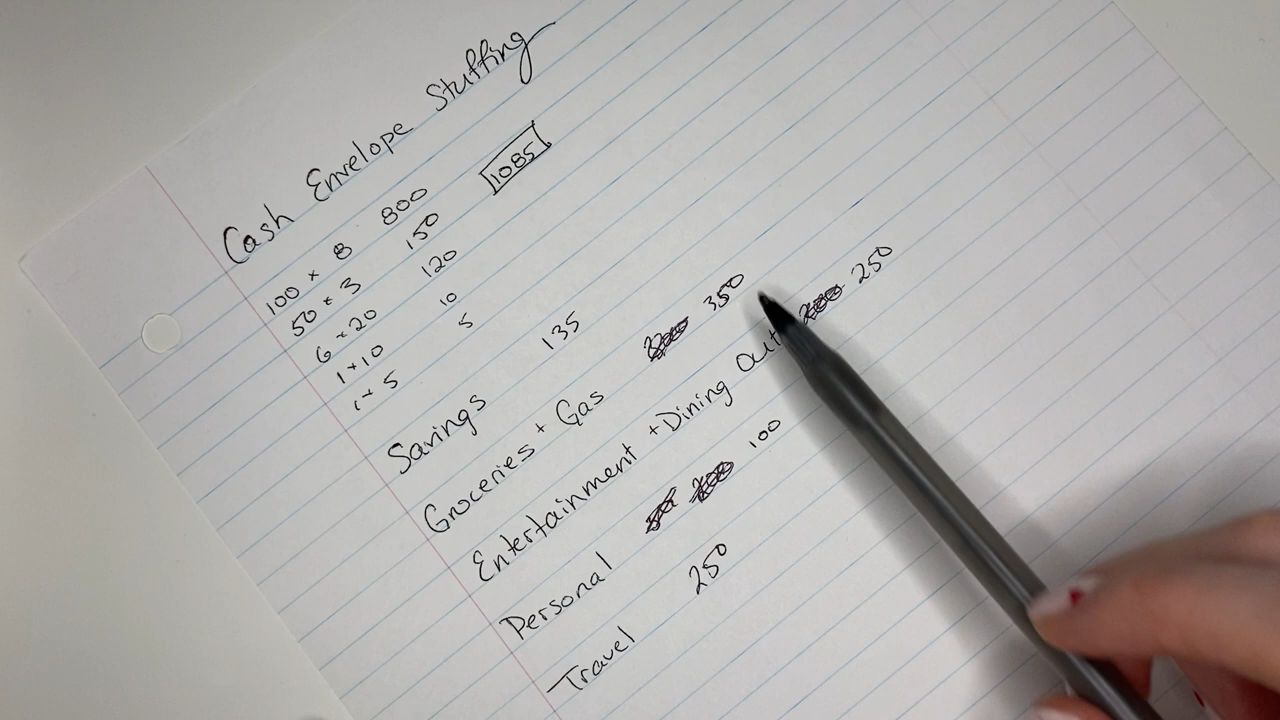 Cash Envelope Stuffing
100 × 8 800 1085
50 × 3 150
6 × 20 120
1 × 10 10
1 × 5 5
Savings 135
Groceries + Gas 350
Entertainment + Dining Out 250
Personal 100
Travel 250